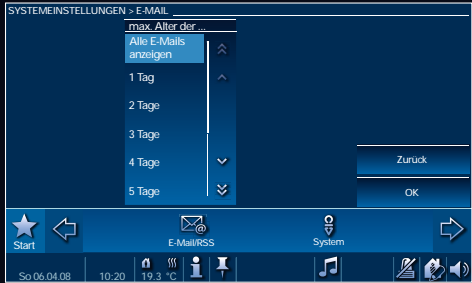 SYSTEMEINSTELLUNGEN > E-MAIL
max. Alter der ...
Alle E-Mails
anzeigen
1 Tag
2 Tage
3 Tage
4 Tage
5 Tage
Zurück
OK
Start
E-Mail/RSS
System
So 06.04.08
10:20
19.3 °C